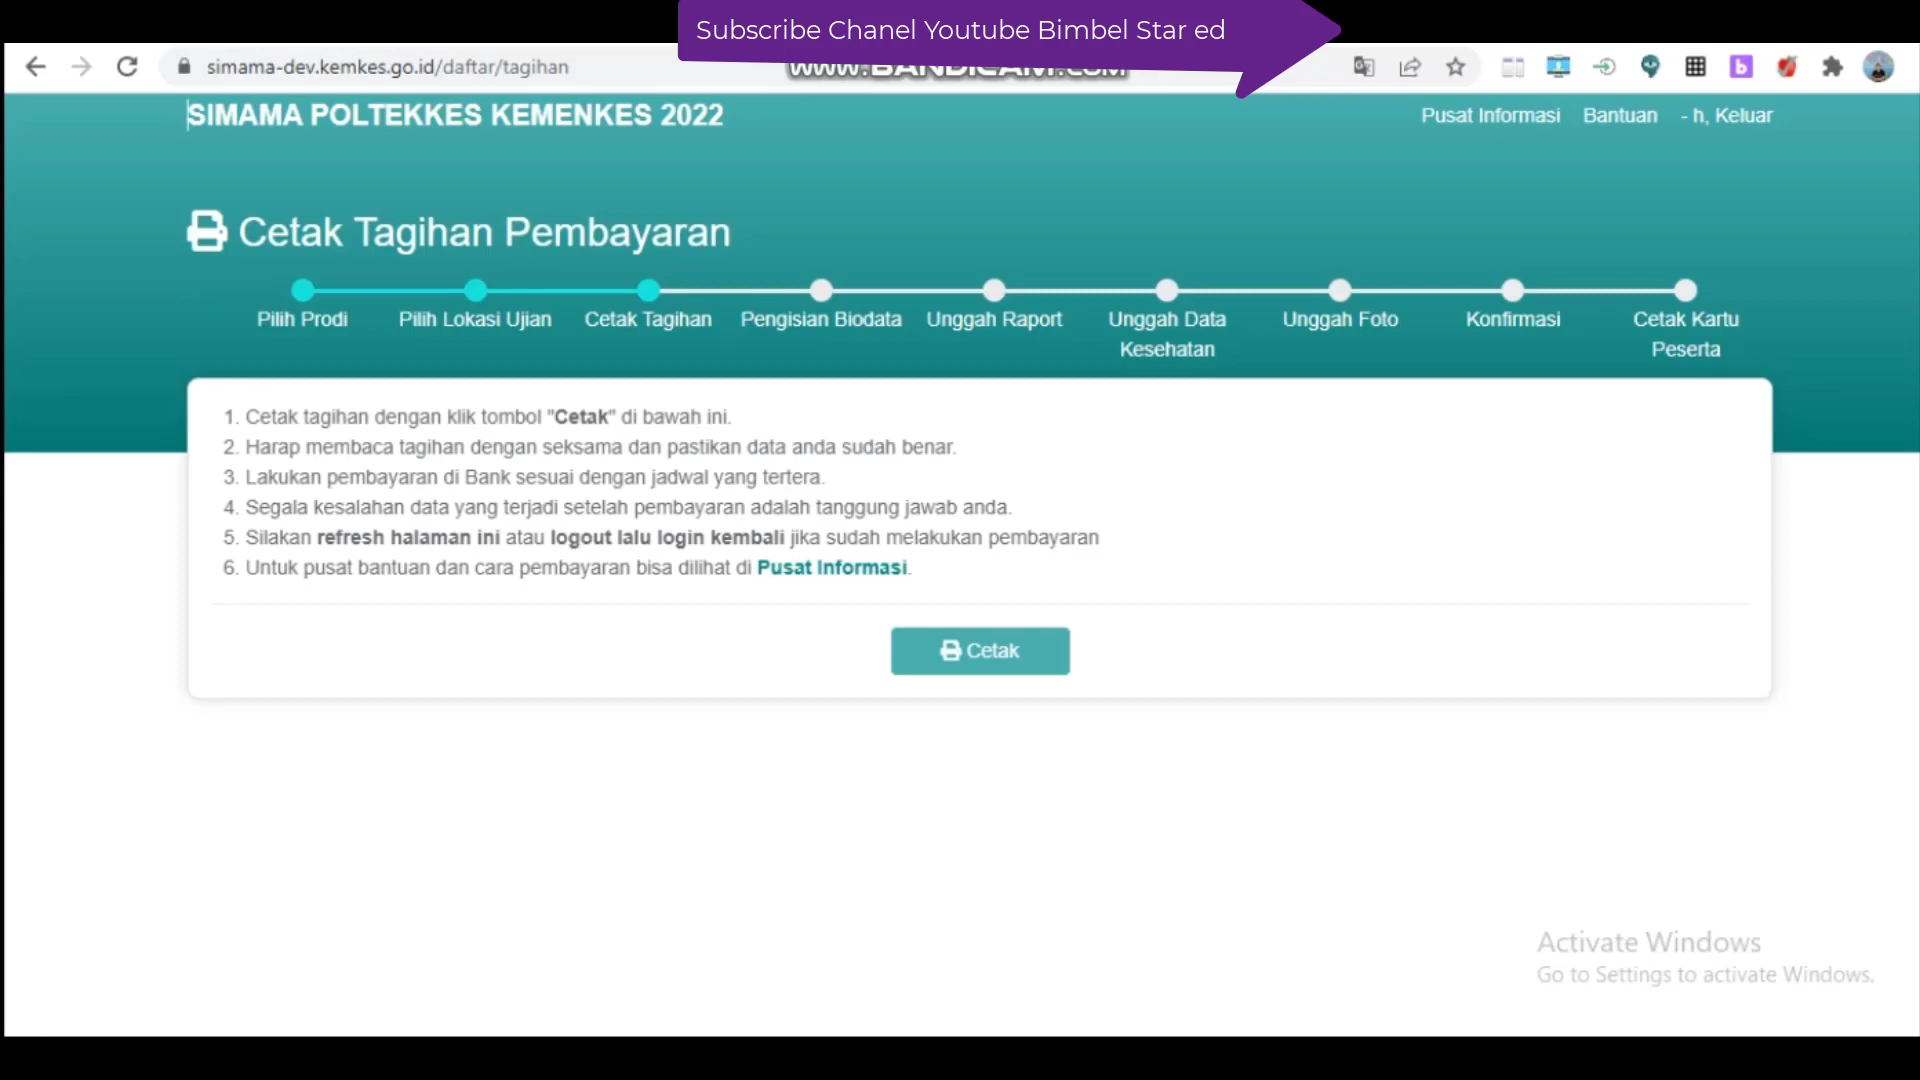 Subscribe Chanel Youtube Bimbel Star ed
simama-dev.kemkes.go.id/daftar/tagihan
www.BANDICAM.com
SIMAMA POLTEKKES KEMENKES 2022
Pusat Informasi Bantuan - h, Keluar
Cetak Tagihan Pembayaran
Pilih Prodi
Pilih Lokasi Ujian
Cetak Tagihan
Pengisian Biodata
Unggah Raport
Unggah Data
Kesehatan
Unggah Foto
Konfirmasi
Cetak Kartu
Peserta
1. Cetak tagihan dengan klik tombol "Cetak" di bawah ini.
2. Harap membaca tagihan dengan seksama dan pastikan data anda sudah benar.
3. Lakukan pembayaran di Bank sesuai dengan jadwal yang tertera.
4. Segala kesalahan data yang terjadi setelah pembayaran adalah tanggung jawab anda.
5. Silakan refresh halaman ini atau logout lalu login kembali jika sudah melakukan pembayaran
6. Untuk pusat bantuan dan cara pembayaran bisa dilihat di Pusat Informasi.
Cetak
Activate Windows
Go to Settings to activate Windows.